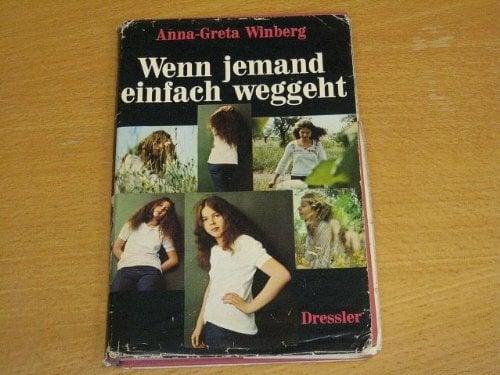 Anna-Greta Winberg
Wenn jemand
einfach weggeht
Dressler